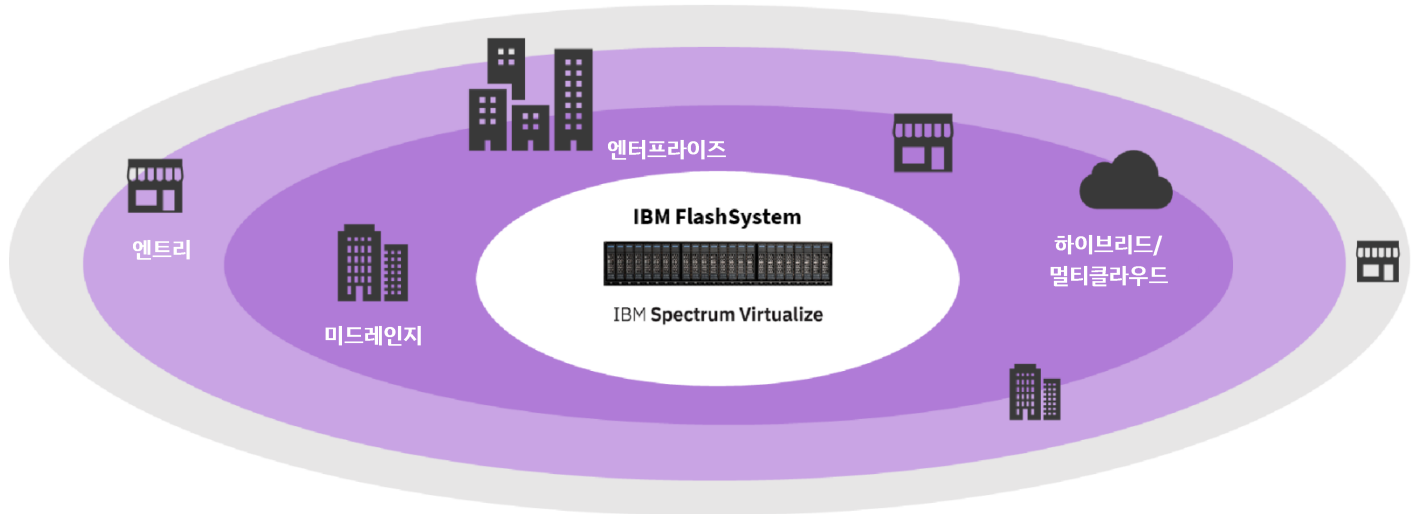 엔터프라이즈
IBM FlashSystem
엔트리
하이브리드/
멀티클라우드
미드레인지
IBM Spectrum Virtualize